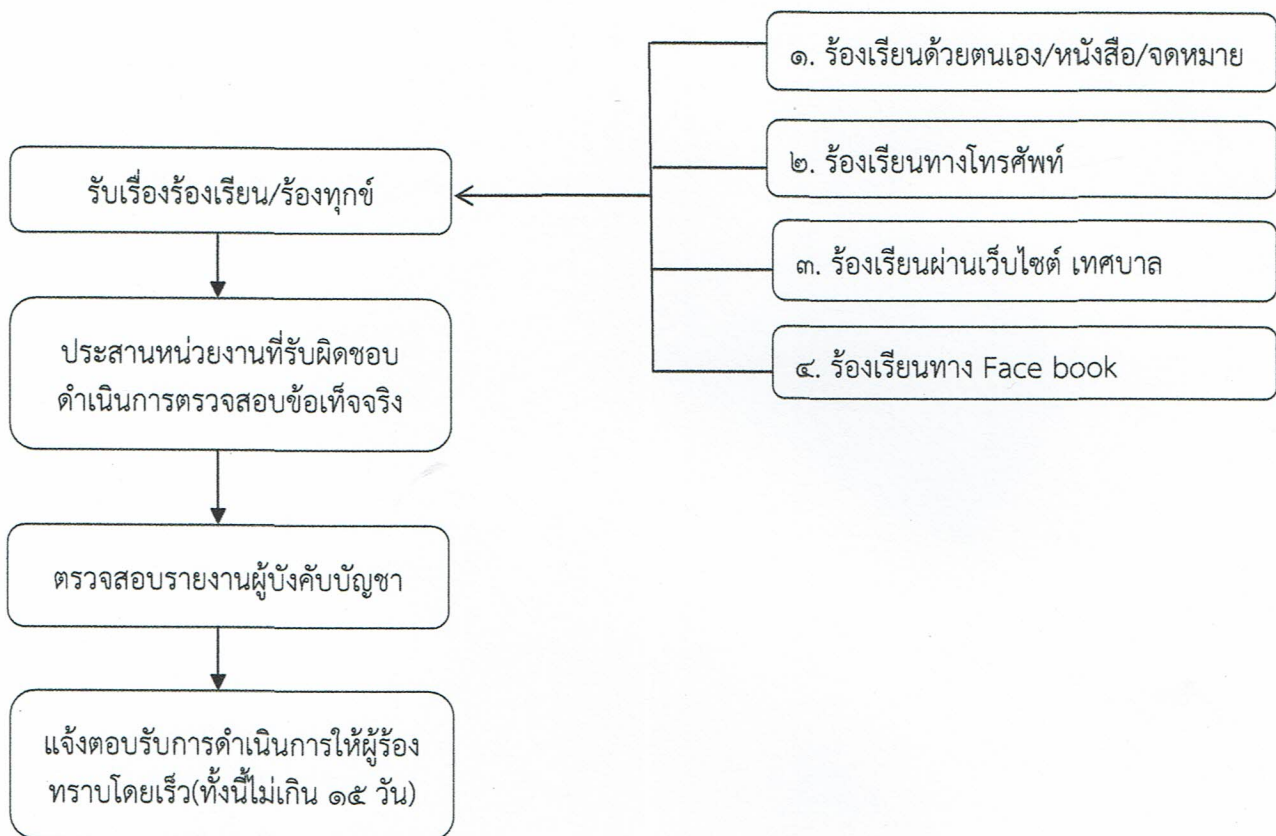 ๑. ร้องเรียนด้วยตนเอง/หนังสือ/จดหมาย
๒. ร้องเรียนทางโทรศัพท์
๓. ร้องเรียนผ่านเว็บไซต์ เทศบาล
๔. ร้องเรียนทาง Face book
รับเรื่องร้องเรียน/ร้องทุกข์
ประสานหน่วยงานที่รับผิดชอบ
ดำเนินการตรวจสอบข้อเท็จจริง
ตรวจสอบรายงานผู้บังคับบัญชา
แจ้งตอบรับการดำเนินการให้ผู้ร้อง
ทราบโดยเร็ว(ทั้งนี้ไม่เกิน ๑๕ วัน)